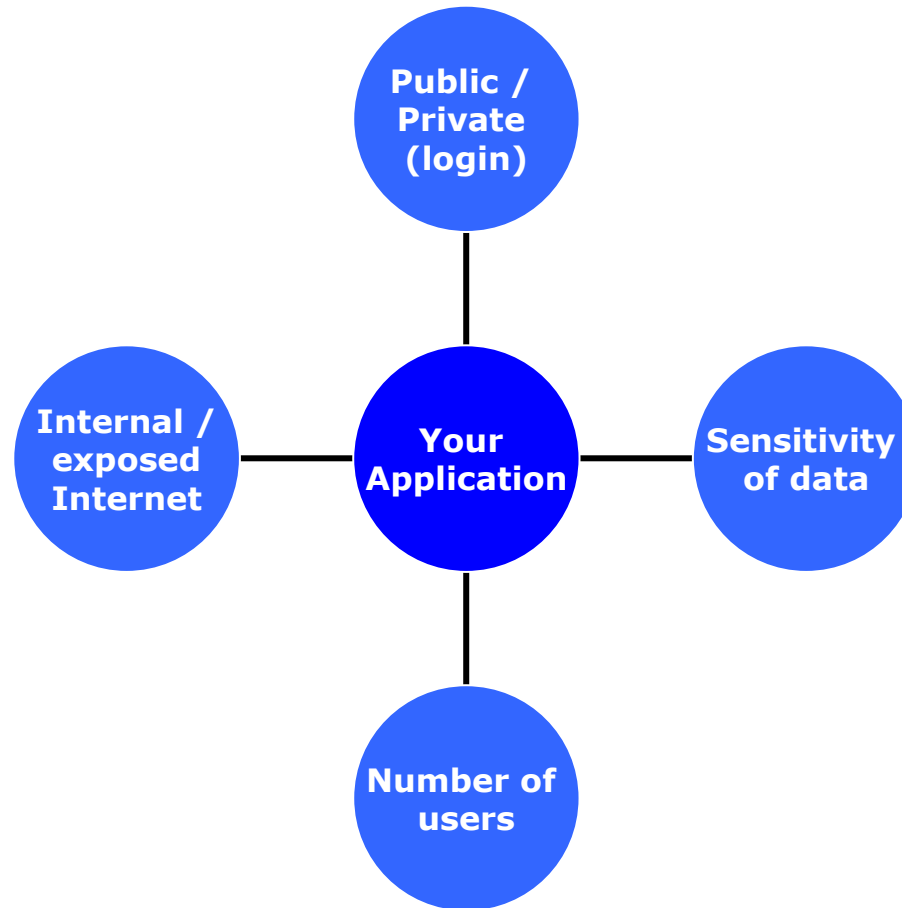 Public /
Private
(login)
Internal /
exposed
Internet
Your
Application
Sensitivity
of data
Number of
users